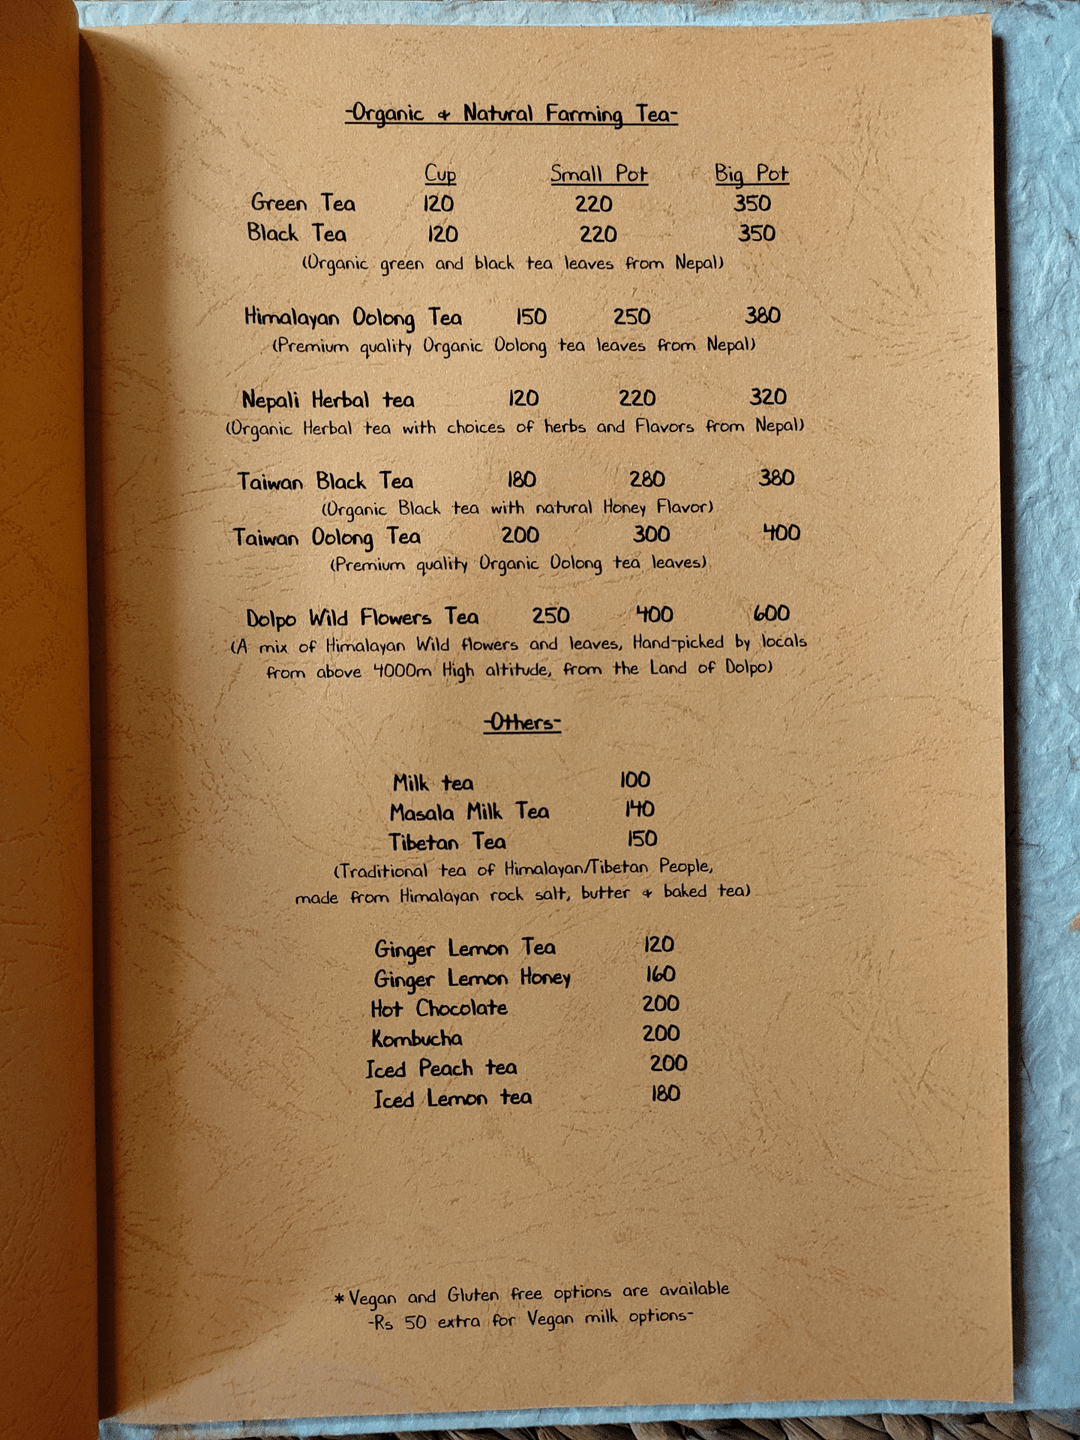 -Organic & Natural Farming Tea-
Cup Small Pot Big Pot
Green Tea 120 220 350
Black Tea 120 220 350
(Organic green and black tea leaves from Nepal)
Himalayan Oolong Tea 150 250 380
(Premium quality Organic Oolong tea leaves from Nepal)
Nepali Herbal tea 120 220 320
(Organic Herbal tea with choices of herbs and Flavors from Nepal)
Taiwan Black Tea 180 280 380
(Organic Black tea with natural Honey Flavor)
Taiwan Oolong Tea 200 300 400
(Premium quality Organic Oolong tea leaves)
Dolpo Wild Flowers Tea 250 400 600
(A mix of Himalayan Wild flowers and leaves, Hand-picked by locals
from above 4000m High altitude, from the Land of Dolpo)
-Others-
Milk tea 100
Masala Milk Tea 140
Tibetan Tea 150
(Traditional tea of Himalayan/Tibetan People,
made from Himalayan rock salt, butter & baked tea)
Ginger Lemon Tea 120
Ginger Lemon Honey 160
Hot Chocolate 200
Kombucha 200
Iced Peach tea 200
Iced Lemon tea 180
*Vegan and Gluten free options are available
-Rs 50 extra for Vegan milk options-